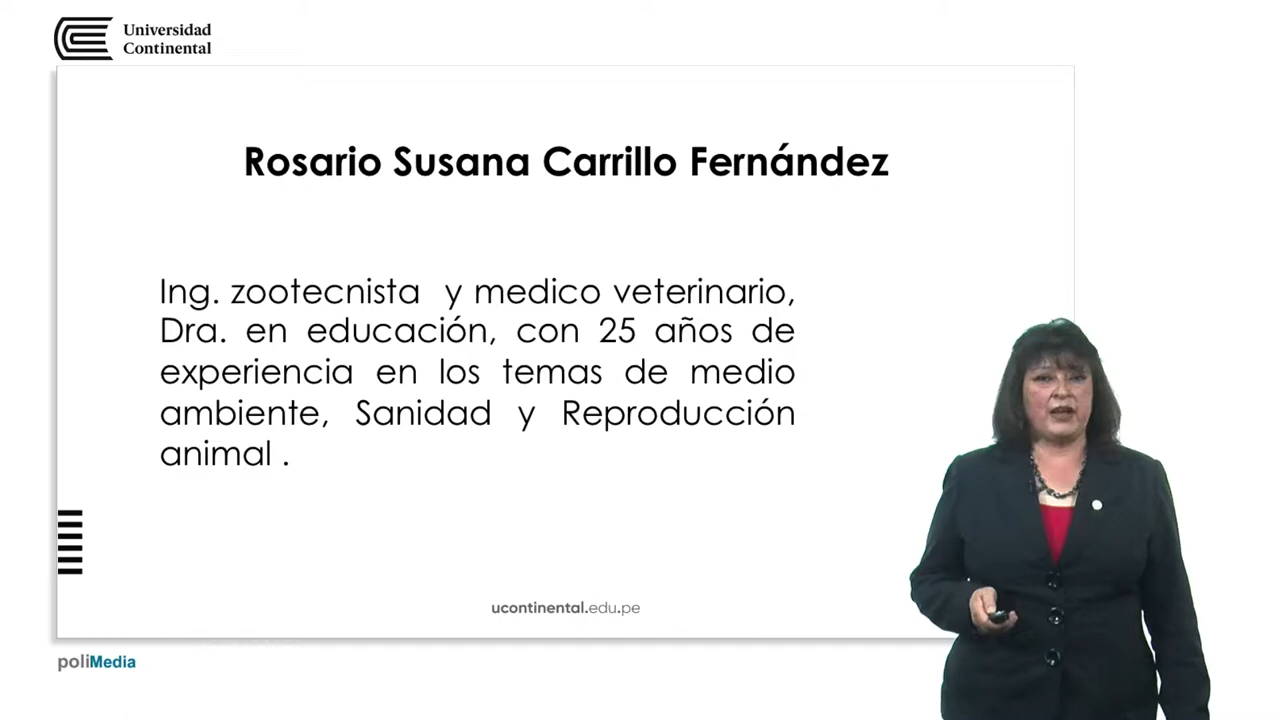 Universidad
Continental
Rosario Susana Carrillo Fernández
Ing. zootecnista y medico veterinario,
Dra. en educación, con 25 años de
experiencia en los temas de medio
ambiente, Sanidad y Reproducción
animal .
ucontinental.edu.pe
poliMedia